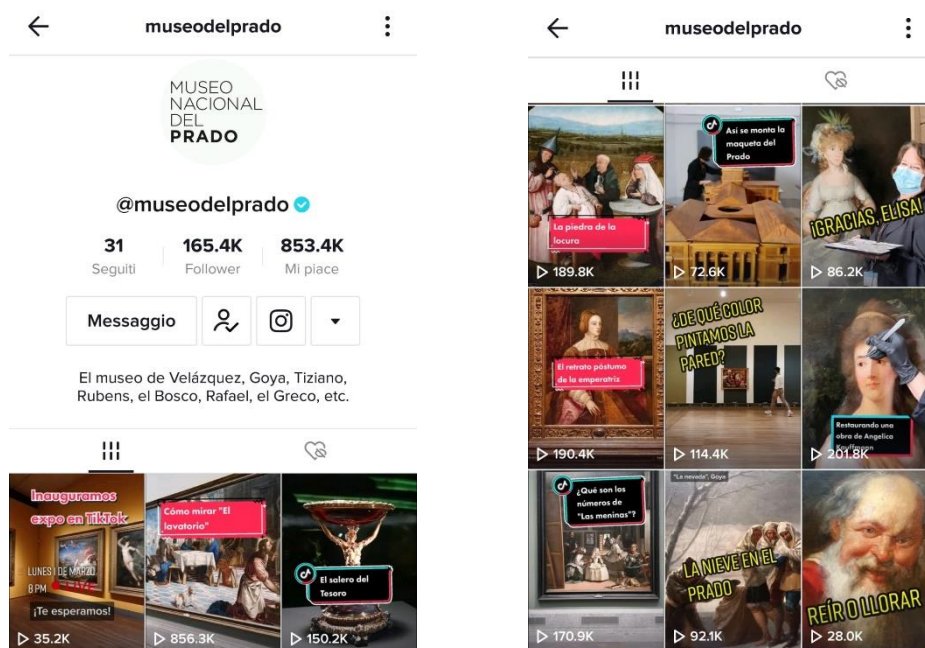 museodelprado
MUSEO
NACIONAL
DEL
PRADO
@museodelprado
31
Seguiti
165.4K
Follower
853.4K
Mi piace
Messaggio
El museo de Velázquez, Goya, Tiziano,
Rubens, el Bosco, Rafael, el Greco, etc.
Inauguramos
expo en TikTok
LUNES 1 DE MARZO
8 PM LIVE
¡Te esperamos!
35.2K
Cómo mirar "El
lavatorio"
856.3K
El salero del
Tesoro
150.2K
museodelprado
La piedra de la
locura
189.8K
Así se monta la
maqueta del
Prado
72.6K
¡GRACIAS, ELISA!
86.2K
El retrato póstumo
de la emperatriz
190.4K
¿DE QUÉ COLOR
PINTAMOS LA
PARED?
114.4K
Restaurando una
obra de Angelica
Kauffmann
201.8K
¿Qué son los
números de
"Las meninas"?
170.9K
"La nevada", Goya
LA NIEVE EN EL
PRADO
92.1K
REÍR O LLORAR
28.0K